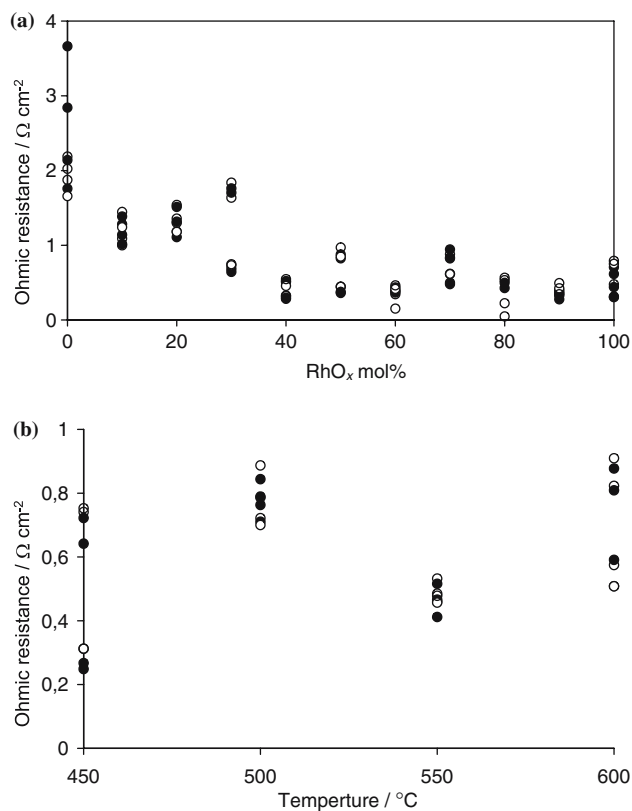 (a)
4
3
2
1
0
Ohmic resistance / Ω cm⁻²
0 20 40 60 80 100
RhOₓ mol%
(b)
1
0,8
0,6
0,4
0,2
0
Ohmic resistance / Ω cm⁻²
450 500 550 600
Temperture / °C